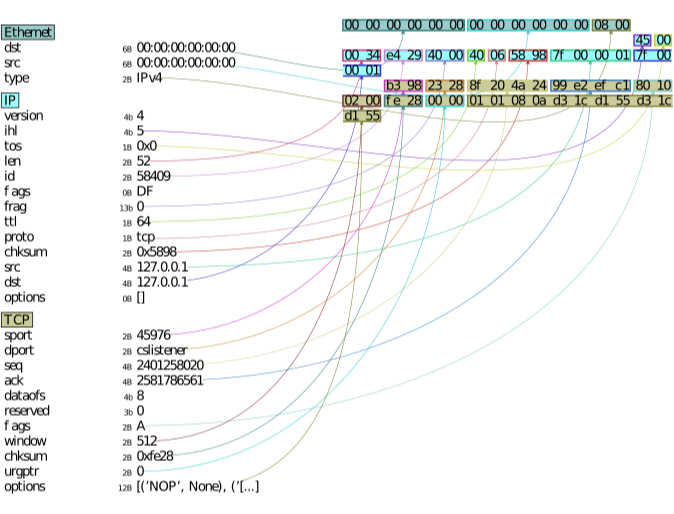 Ethernet
dst 6B 00:00:00:00:00:00
src 6B 00:00:00:00:00:00
type 2B IPv4
IP
version 4b 4
ihl 4b 5
tos 1B 0x0
len 2B 52
id 2B 58409
f ags 0B DF
frag 13b 0
ttl 1B 64
proto 1B tcp
chksum 2B 0x5898
src 4B 127.0.0.1
dst 4B 127.0.0.1
options 0B []
TCP
sport 2B 45976
dport 2B cslistener
seq 4B 2401258020
ack 4B 2581786561
dataofs 4b 8
reserved 3b 0
f ags 2B A
window 2B 512
chksum 2B 0xfe28
urgptr 2B 0
options 12B [('NOP', None), ('[...]
00 00 00 00 00 00 00 00 00 00 00 00 08 00
45 00
00 34 e4 29 40 00 40 06 58 98 7f 00 00 01 7f 00
00 01
b3 98 23 28 8f 20 4a 24 99 e2 ef c1 80 10
02 00 fe 28 00 00 01 01 08 0a d3 1c d1 55 d3 1c
d1 55